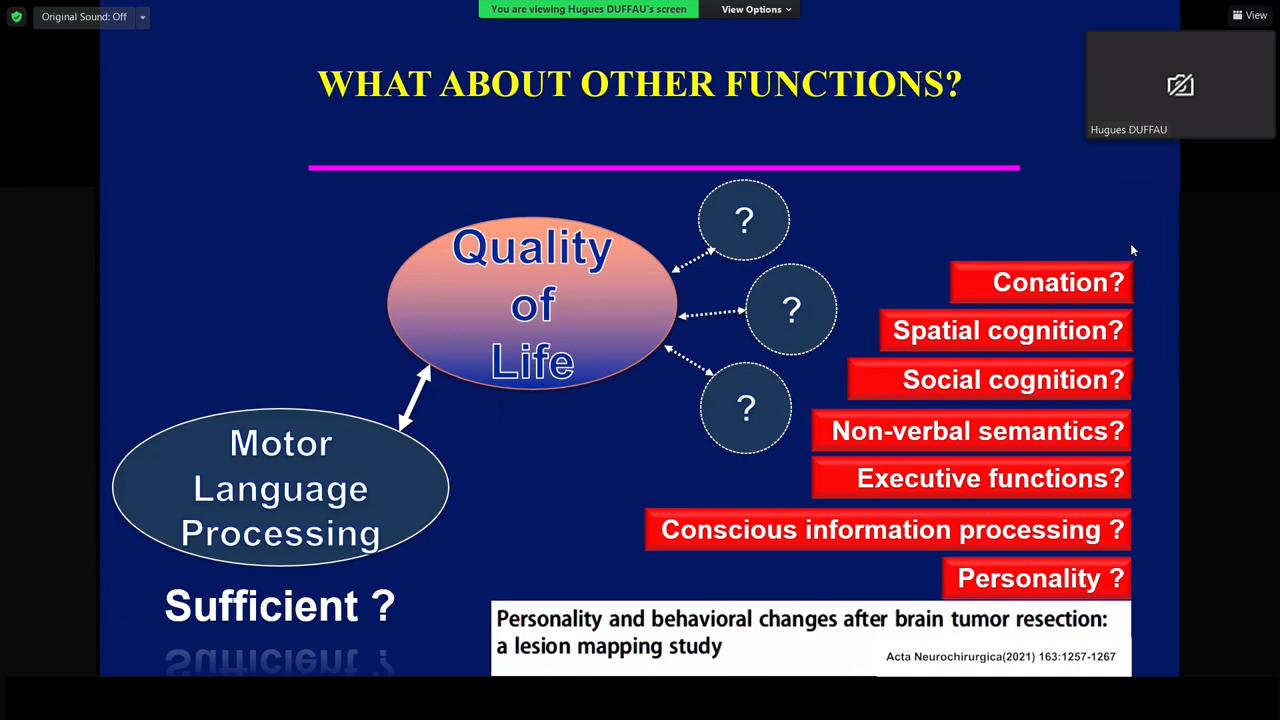 Original Sound: Off
You are viewing Hugues DUFFAU's screen
View Options
View
Hugues DUFFAU
WHAT ABOUT OTHER FUNCTIONS?
Quality
of
Life
?
?
?
Motor
Language
Processing
Sufficient ?
Conation?
Spatial cognition?
Social cognition?
Non-verbal semantics?
Executive functions?
Conscious information processing ?
Personality ?
Personality and behavioral changes after brain tumor resection:
a lesion mapping study
Acta Neurochirurgica(2021) 163:1257-1267